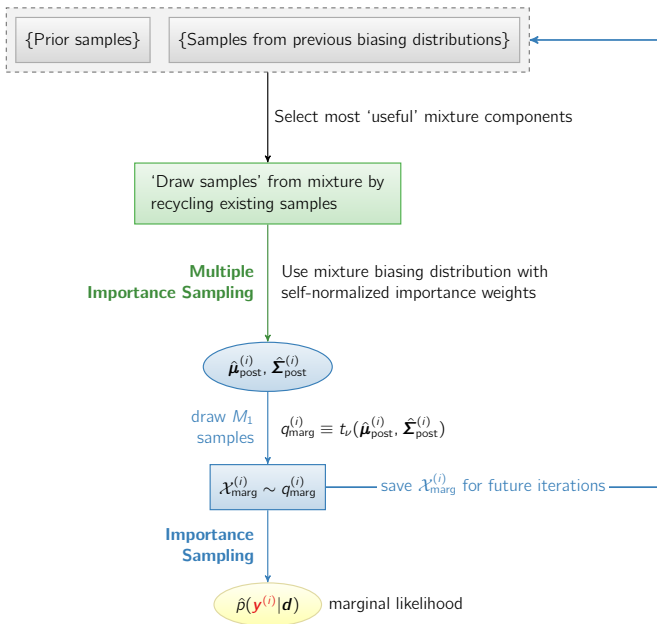 {Prior samples} {Samples from previous biasing distributions}
Select most ‘useful’ mixture components
‘Draw samples’ from mixture by
recycling existing samples
Multiple
Importance Sampling
Use mixture biasing distribution with
self-normalized importance weights
μ̂_post^(i), Σ̂_post^(i)
draw M₁
samples
q_marg^(i) ≡ t_ν(μ̂_post^(i), Σ̂_post^(i))
𝒳_marg^(i) ∼ q_marg^(i)
save 𝒳_marg^(i) for future iterations
Importance
Sampling
p̂(y^(i)|d) marginal likelihood